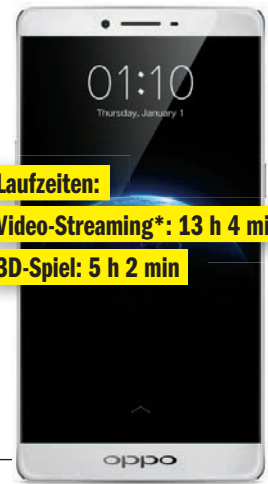 01:10
Thursday, January 1
Laufzeiten:
Video-Streaming*: 13 h 4 mi
3D-Spiel: 5 h 2 min
oppo